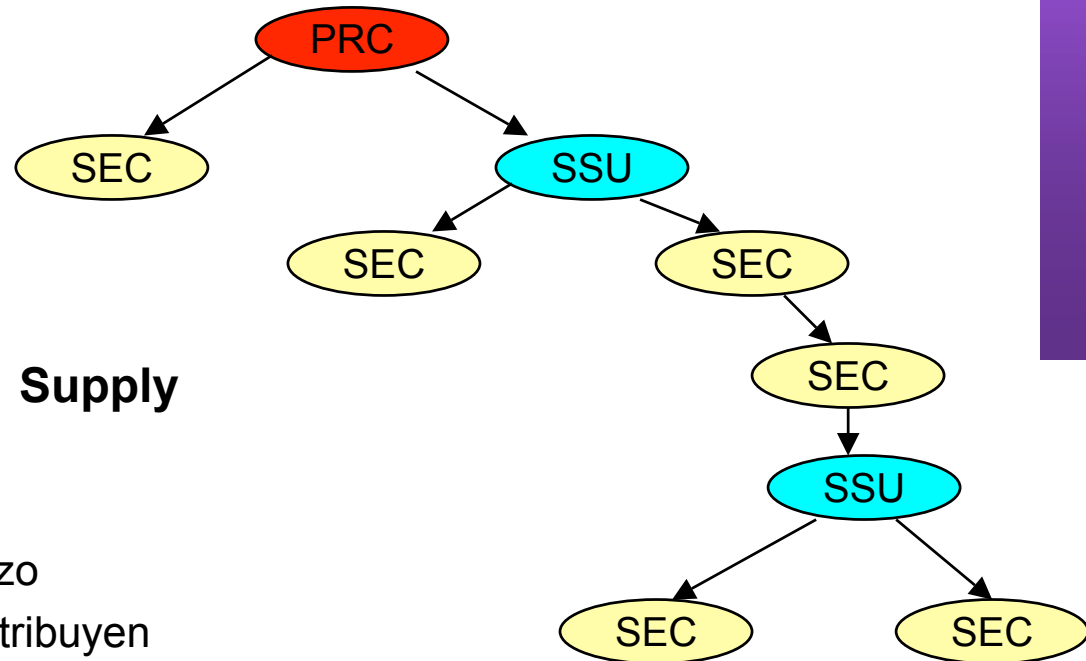 PRC
SEC SSU
SEC SEC
SEC
Supply
SSU
zo
tribuyen
SEC SEC